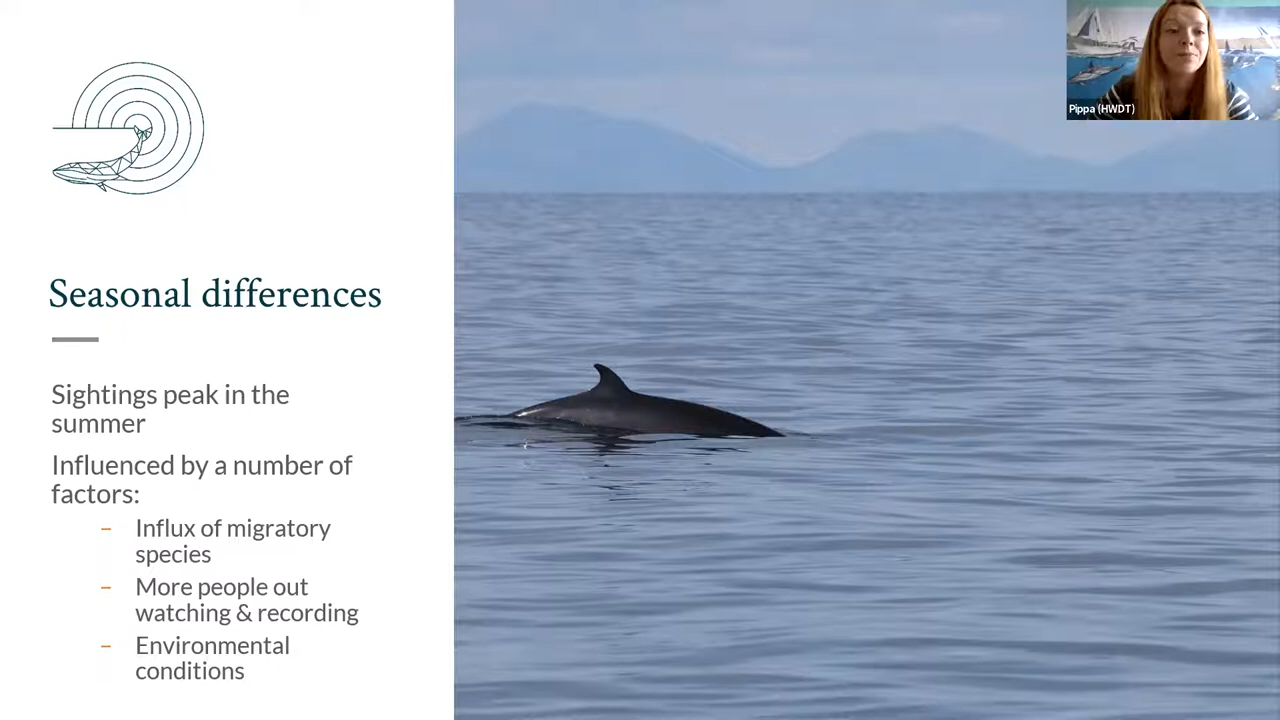 Pippa (HWDT)
Seasonal differences
Sightings peak in the
summer
Influenced by a number of
factors:
– Influx of migratory
species
– More people out
watching & recording
– Environmental
conditions